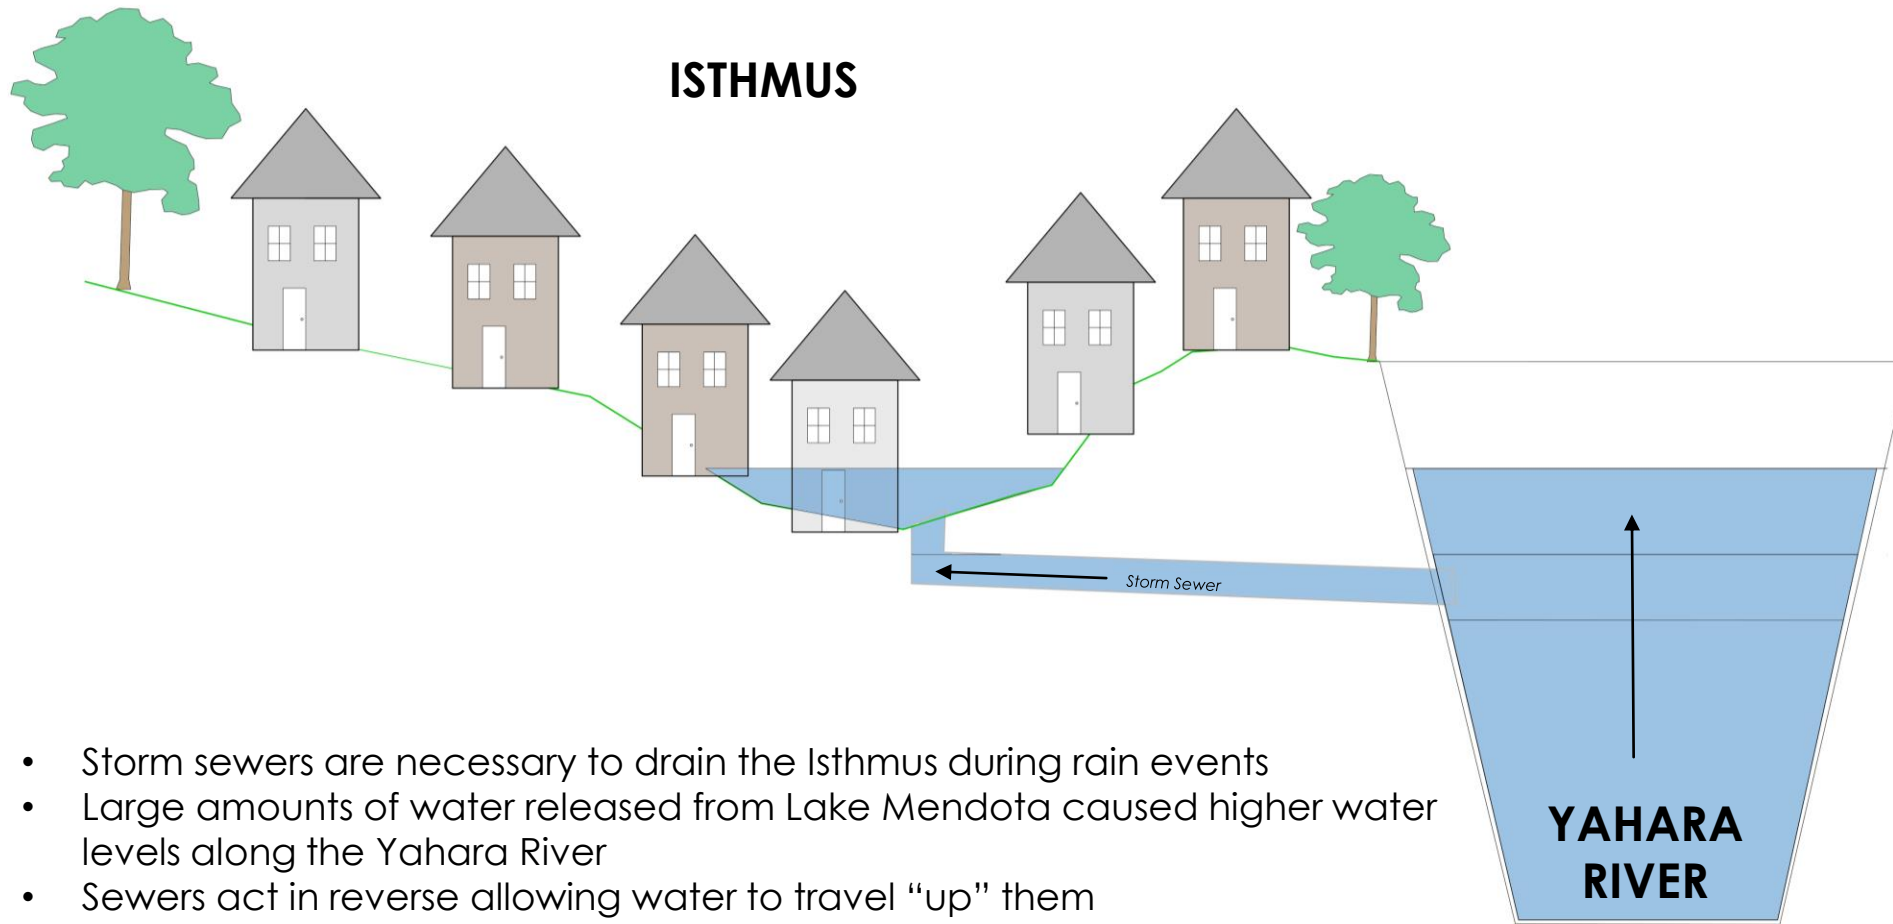 ISTHMUS
Storm Sewer
• Storm sewers are necessary to drain the Isthmus during rain events
• Large amounts of water released from Lake Mendota caused higher water
levels along the Yahara River
• Sewers act in reverse allowing water to travel “up” them
YAHARA
RIVER